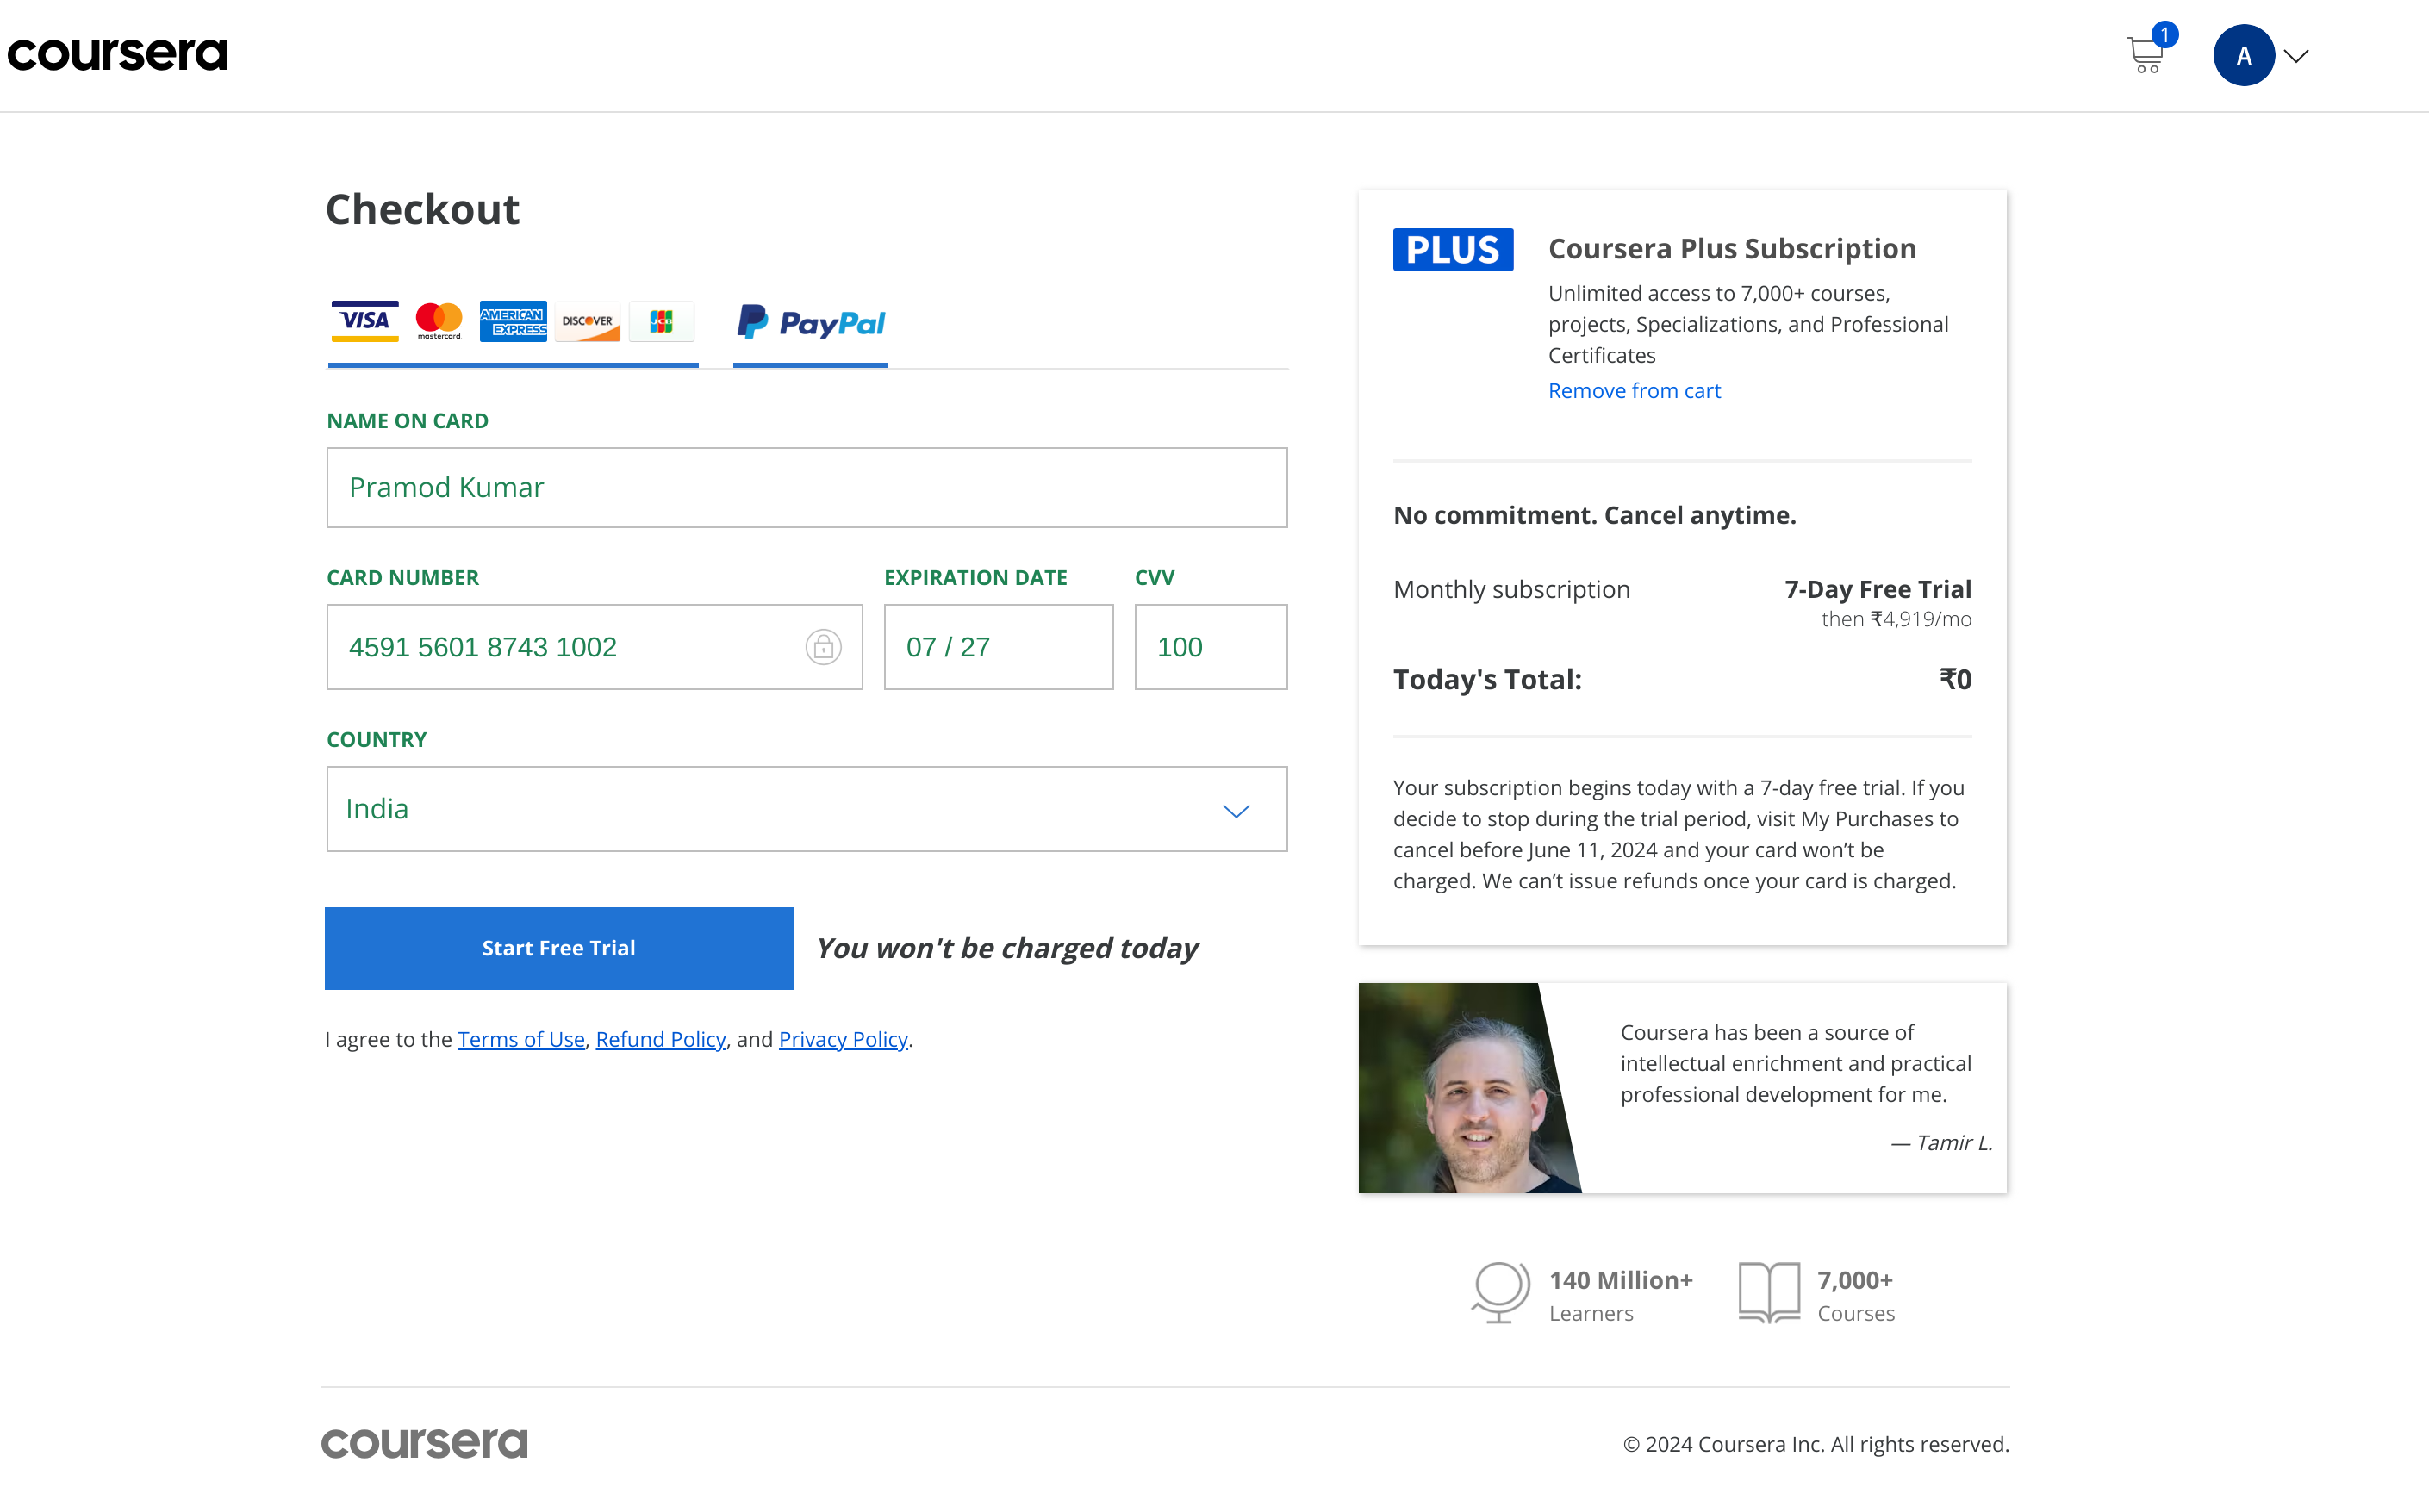 coursera
1
A
Checkout
VISA mastercard AMERICAN EXPRESS DISCOVER JCB PayPal
NAME ON CARD
Pramod Kumar
CARD NUMBER EXPIRATION DATE CVV
4591 5601 8743 1002 07 / 27 100
COUNTRY
India
Start Free Trial You won't be charged today
I agree to the Terms of Use, Refund Policy, and Privacy Policy.
PLUS Coursera Plus Subscription
Unlimited access to 7,000+ courses,
projects, Specializations, and Professional
Certificates
Remove from cart
No commitment. Cancel anytime.
Monthly subscription 7-Day Free Trial
then ₹4,919/mo
Today's Total: ₹0
Your subscription begins today with a 7-day free trial. If you
decide to stop during the trial period, visit My Purchases to
cancel before June 11, 2024 and your card won’t be
charged. We can’t issue refunds once your card is charged.
Coursera has been a source of
intellectual enrichment and practical
professional development for me.
— Tamir L.
140 Million+ 7,000+
Learners Courses
coursera © 2024 Coursera Inc. All rights reserved.